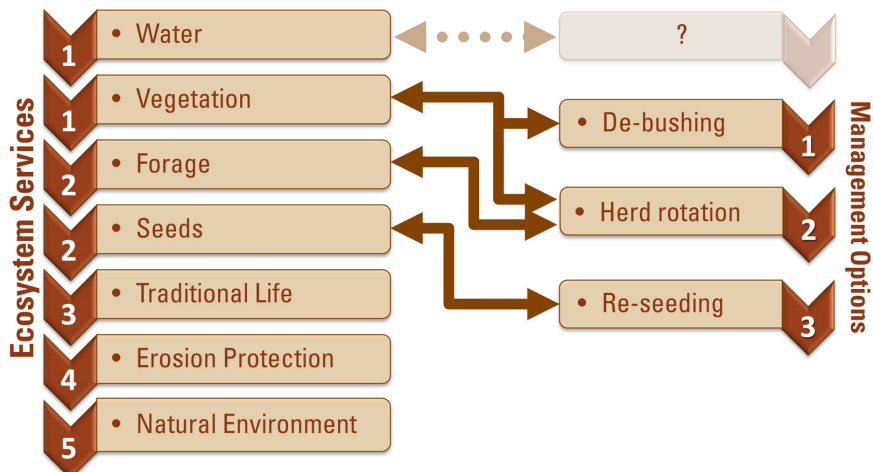 Ecosystem Services
1
• Water
1
• Vegetation
2
• Forage
2
• Seeds
3
• Traditional Life
4
• Erosion Protection
5
• Natural Environment
?
• De-bushing
1
• Herd rotation
2
• Re-seeding
3
Management Options